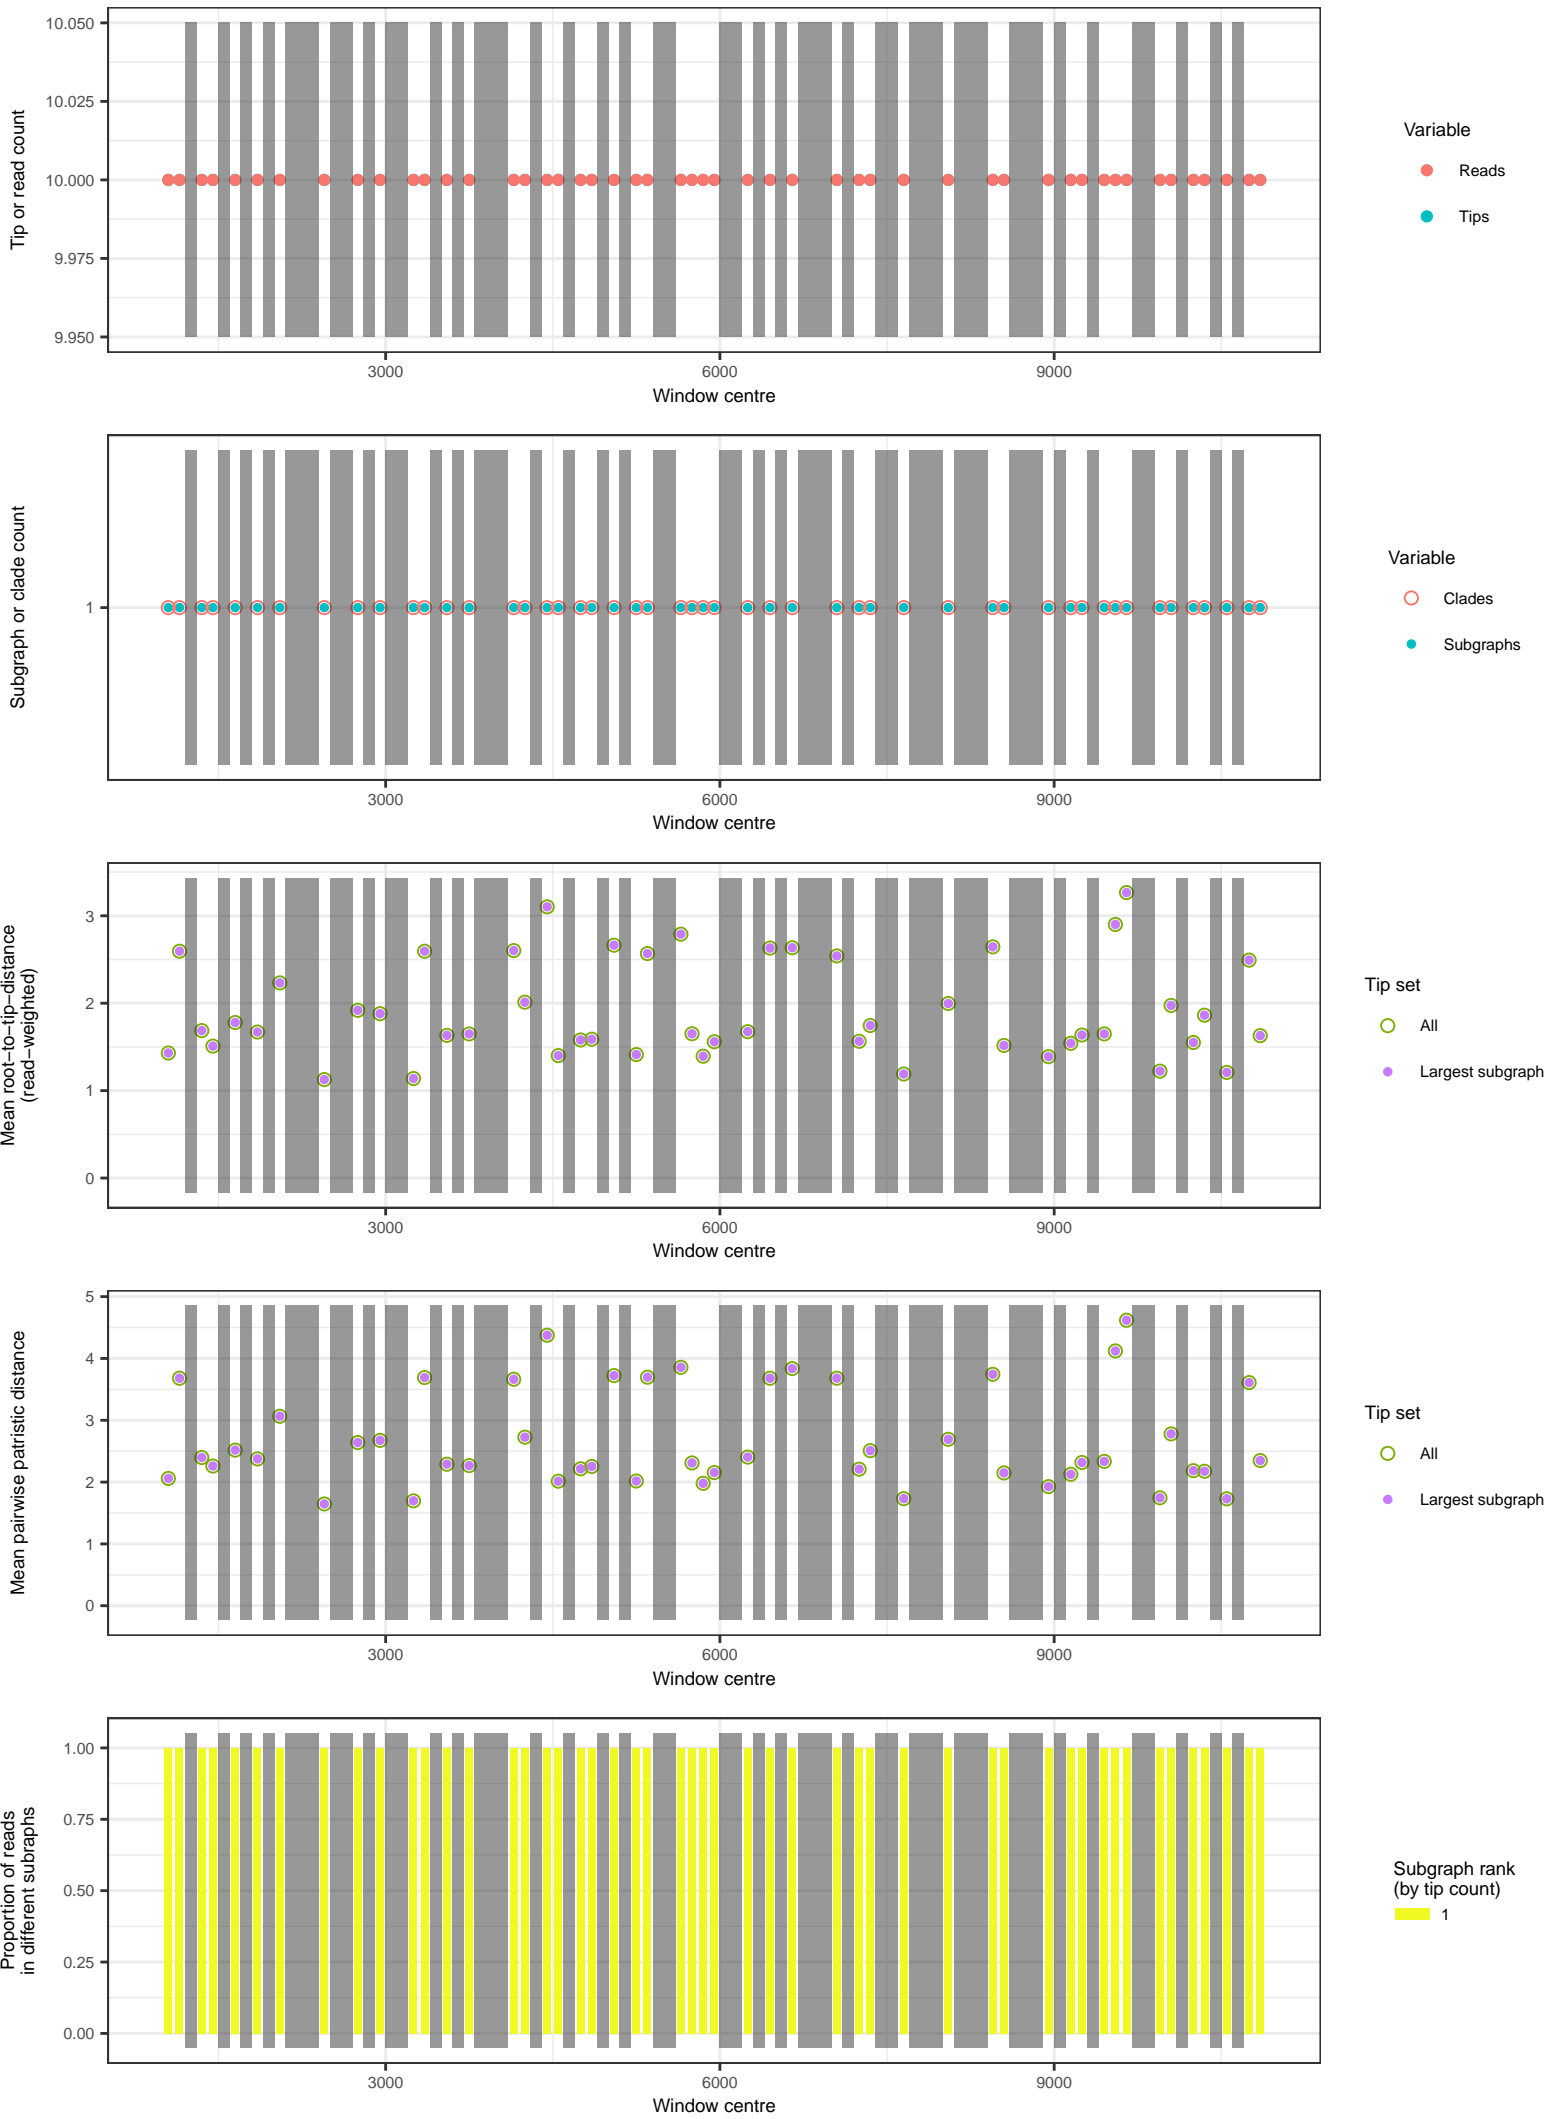 Tip or read count
10.050
10.025
10.000
9.975
9.950
3000
6000
9000
Window centre
Variable
Reads
Tips
Subgraph or clade count
1
3000
6000
9000
Window centre
Variable
Clades
Subgraphs
Mean root−to−tip−distance
(read−weighted)
3
2
1
0
3000
6000
9000
Window centre
Tip set
All
Largest subgraph
Mean pairwise patristic distance
5
4
3
2
1
0
3000
6000
9000
Window centre
Tip set
All
Largest subgraph
Proportion of reads
in different subraphs
1.00
0.75
0.50
0.25
0.00
3000
6000
9000
Window centre
Subgraph rank
(by tip count)
1